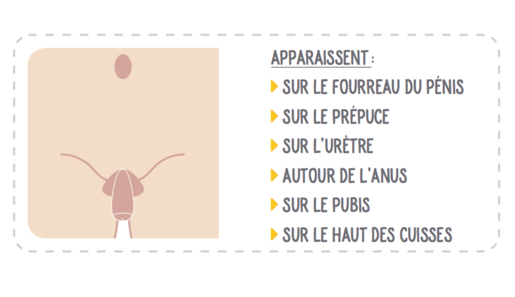 APPARAISSENT :
SUR LE FOURREAU DU PÉNIS
SUR LE PRÉPUCE
SUR L'URÈTRE
AUTOUR DE L'ANUS
SUR LE PUBIS
SUR LE HAUT DES CUISSES